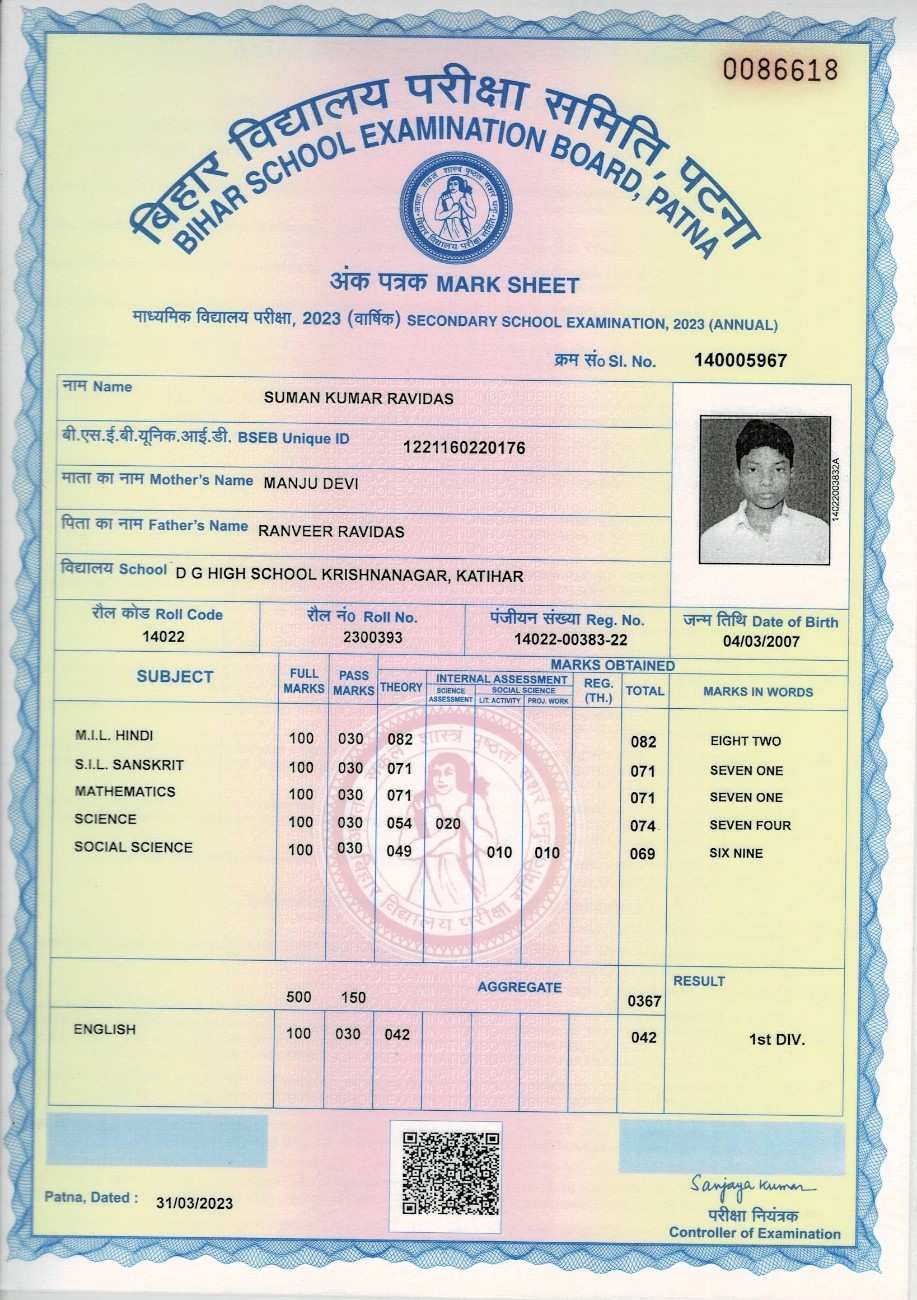 0086618
बिहार विद्यालय परीक्षा समिति, पटना
BIHAR SCHOOL EXAMINATION BOARD, PATNA
अंक पत्रक MARK SHEET
माध्यमिक विद्यालय परीक्षा, 2023 (वार्षिक) SECONDARY SCHOOL EXAMINATION, 2023 (ANNUAL)
क्रम सं० Sl. No. 140005967
नाम Name SUMAN KUMAR RAVIDAS
बी.एस.ई.बी.यूनिक.आई.डी. BSEB Unique ID 1221160220176
माता का नाम Mother's Name MANJU DEVI
पिता का नाम Father's Name RANVEER RAVIDAS
विद्यालय School D G HIGH SCHOOL KRISHNANAGAR, KATIHAR
14022003832A
रौल कोड Roll Code रौल नं० Roll No. पंजीयन संख्या Reg. No. जन्म तिथि Date of Birth
14022 2300393 14022-00383-22 04/03/2007
SUBJECT FULL MARKS PASS MARKS MARKS OBTAINED
THEORY INTERNAL ASSESSMENT REG. (TH.) TOTAL MARKS IN WORDS
SCIENCE ASSESSMENT SOCIAL SCIENCE
LIT. ACTIVITY PROJ. WORK
M.I.L. HINDI 100 030 082 082 EIGHT TWO
S.I.L. SANSKRIT 100 030 071 071 SEVEN ONE
MATHEMATICS 100 030 071 071 SEVEN ONE
SCIENCE 100 030 054 020 074 SEVEN FOUR
SOCIAL SCIENCE 100 030 049 010 010 069 SIX NINE
500 150 AGGREGATE 0367 RESULT
ENGLISH 100 030 042 042 1st DIV.
Patna, Dated : 31/03/2023
Sanjaya Kumar
परीक्षा नियंत्रक
Controller of Examination